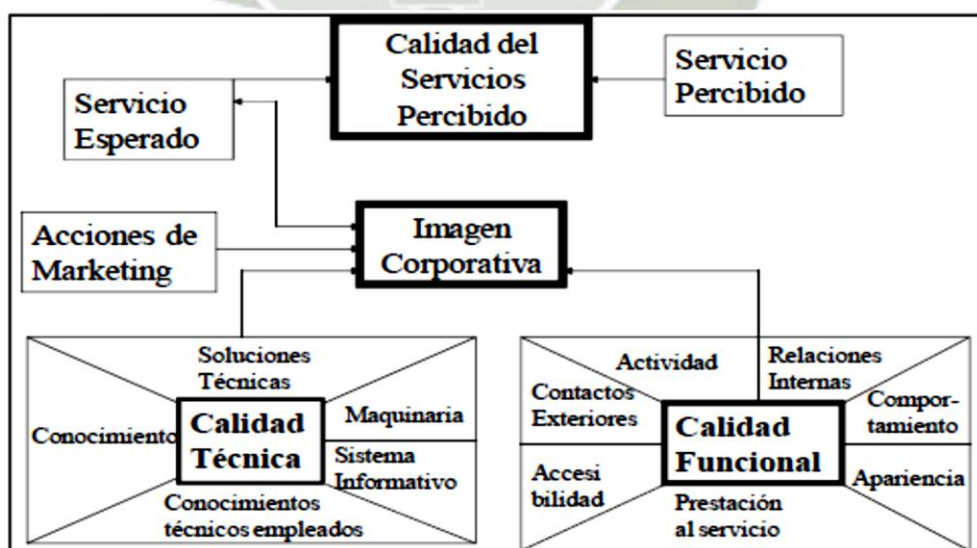 Calidad del
Servicios
Percibido
Servicio
Percibido
Servicio
Esperado
Imagen
Corporativa
Acciones de
Marketing
Soluciones
Técnicas
Conocimiento
Calidad
Técnica
Maquinaria
Sistema
Informativo
Conocimientos
técnicos empleados
Actividad
Relaciones
Internas
Contactos
Exteriores
Compor-
tamiento
Calidad
Funcional
Accesi
bilidad
Apariencia
Prestación
al servicio